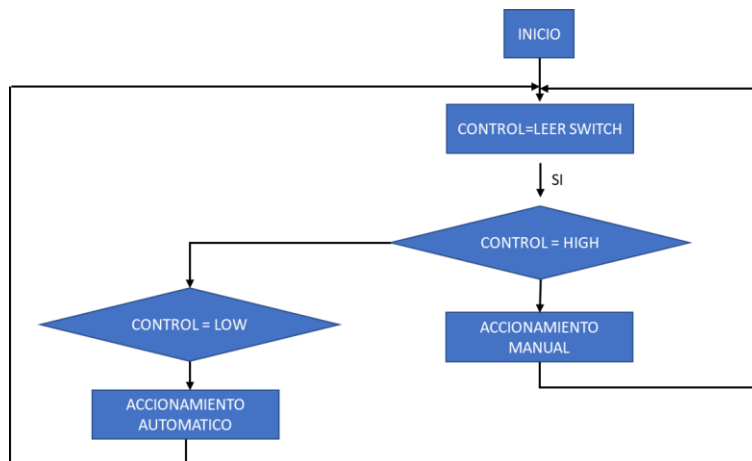 INICIO
CONTROL=LEER SWITCH
SI
CONTROL = HIGH
CONTROL = LOW
ACCIONAMIENTO
MANUAL
ACCIONAMIENTO
AUTOMATICO